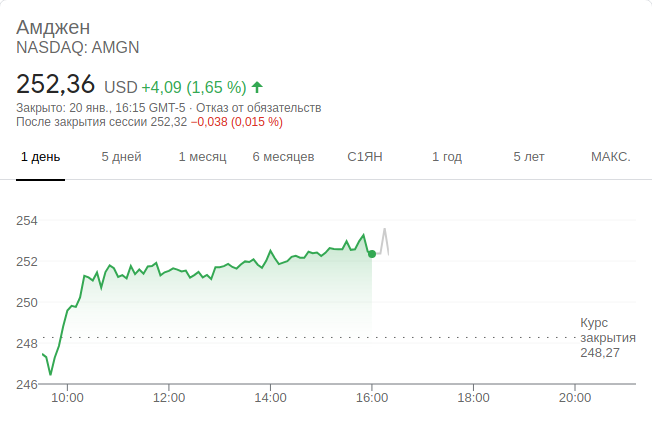 Амджен
NASDAQ: AMGN
252,36 USD +4,09 (1,65 %)
Закрыто: 20 янв., 16:15 GMT-5 · Отказ от обязательств
После закрытия сессии 252,32 −0,038 (0,015 %)
1 день 5 дней 1 месяц 6 месяцев С1ЯН 1 год 5 лет МАКС.
254
252
250
Курс
закрытия
248
248,27
246
10:00 12:00 14:00 16:00 18:00 20:00